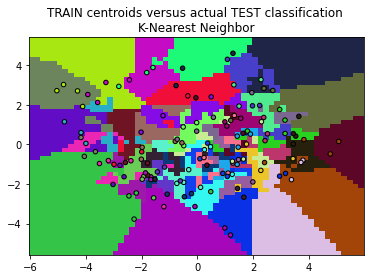 TRAIN centroids versus actual TEST classification
K-Nearest Neighbor
4
2
0
−2
−4
−6 −4 −2 0 2 4